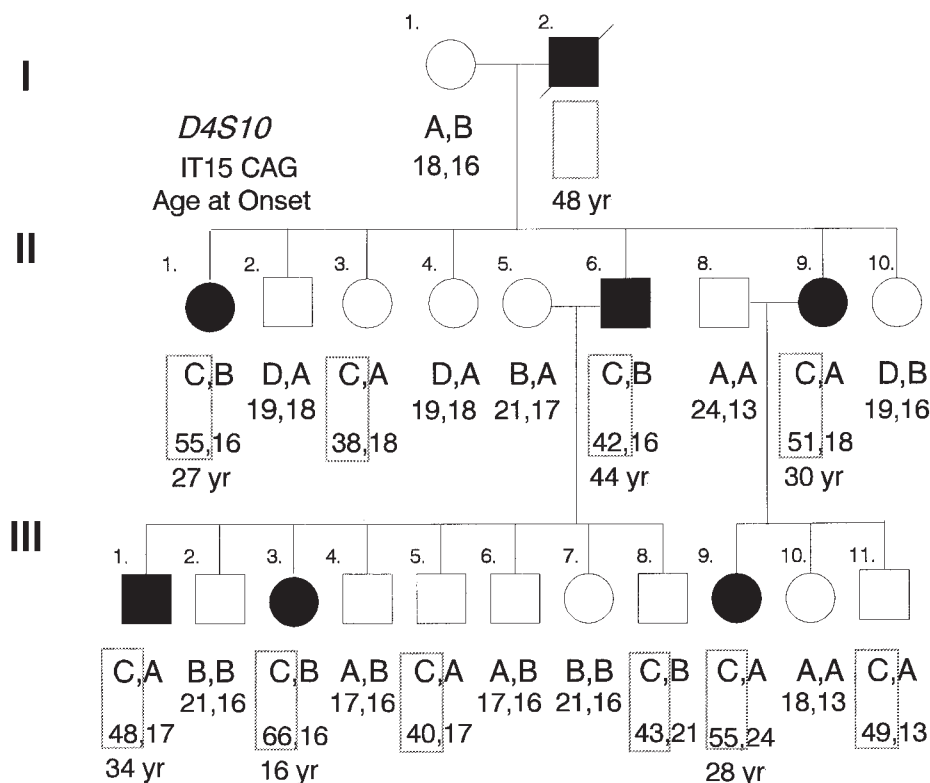 1. 2.
I
D4S10
IT15 CAG
Age at Onset
A,B
18,16
48 yr
II
1. 2. 3. 4. 5. 6. 8. 9. 10.
C,B D,A C,A D,A B,A C,B A,A C,A D,B
19,18 19,18 21,17 24,13 19,16
55,16 38,18 42,16 51,18
27 yr 44 yr 30 yr
III
1. 2. 3. 4. 5. 6. 7. 8. 9. 10. 11.
C,A B,B C,B A,B C,A A,B B,B C,B C,A A,A C,A
21,16 17,16 17,16 21,16 18,13
48,17 66,16 40,17 43,21 55,24 49,13
34 yr 16 yr 28 yr